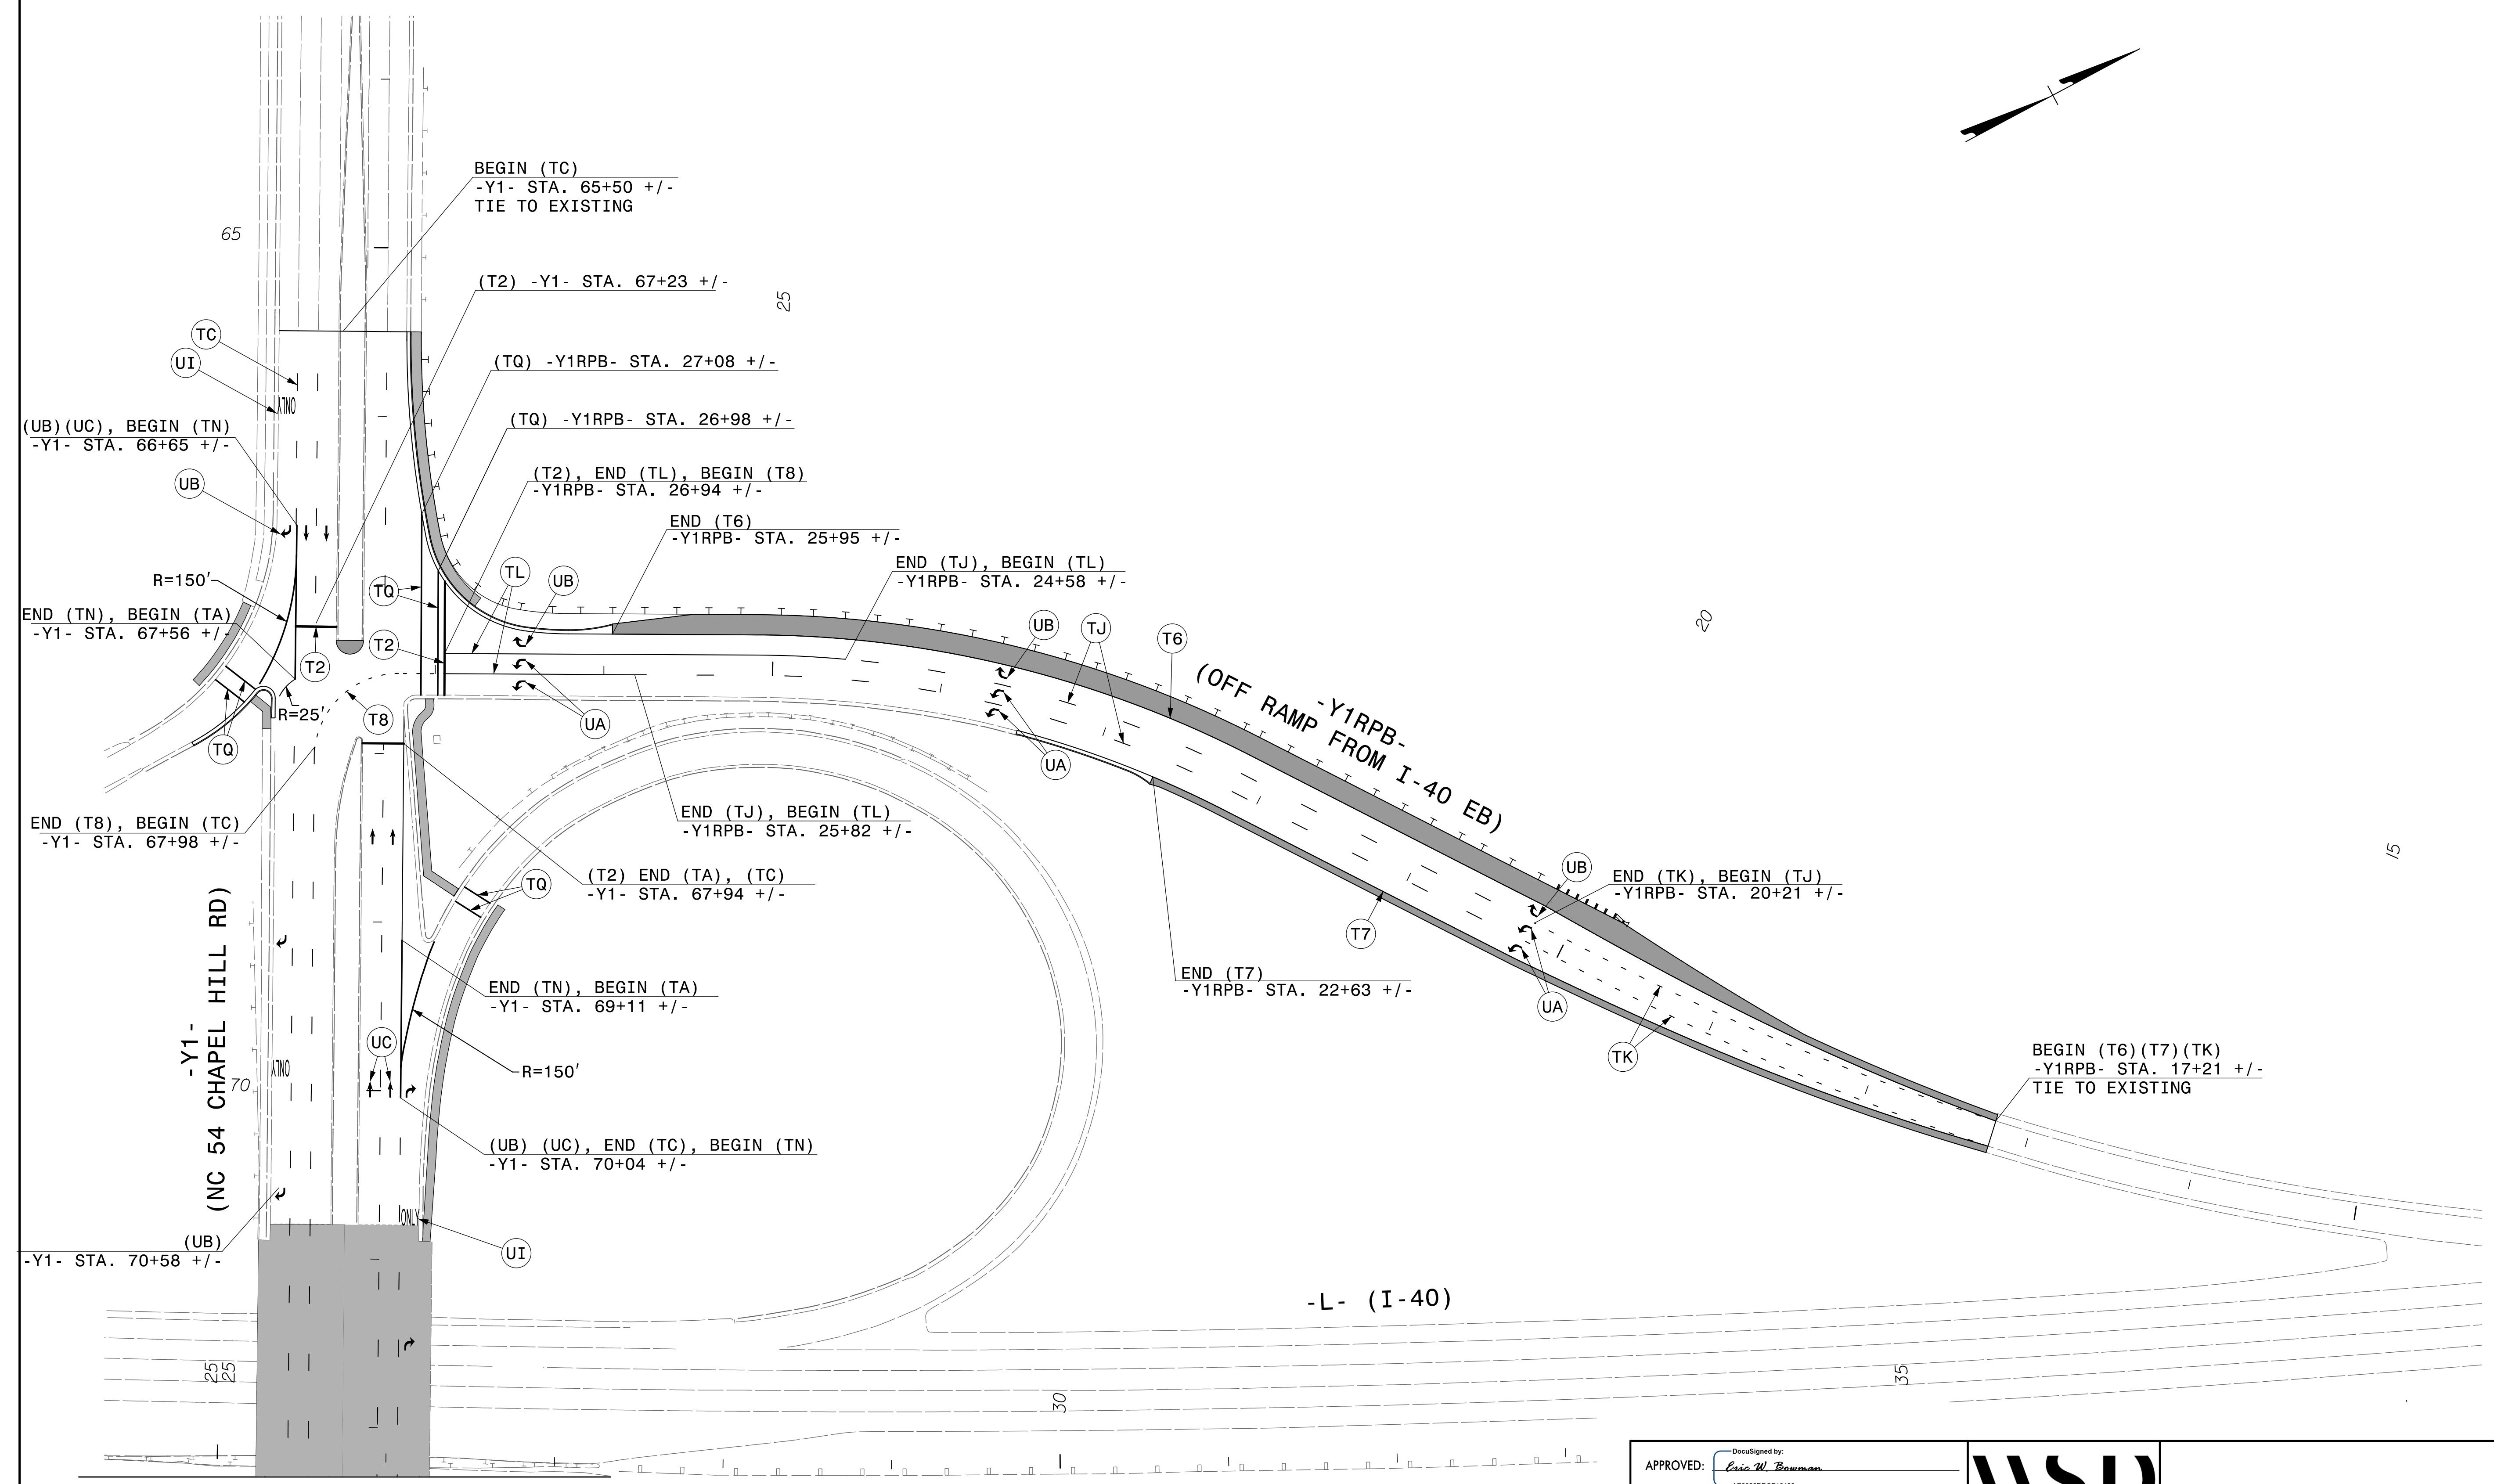 BEGIN (TC)
-Y1- STA. 65+50 +/-
TIE TO EXISTING
65
(T2) -Y1- STA. 67+23 +/-
25
TC
UI
(TQ) -Y1RPB- STA. 27+08 +/-
ONLY
(TQ) -Y1RPB- STA. 26+98 +/-
(UB)(UC), BEGIN (TN)
-Y1- STA. 66+65 +/-
UB
(T2), END (TL), BEGIN (T8)
-Y1RPB- STA. 26+94 +/-
END (T6)
-Y1RPB- STA. 25+95 +/-
END (TJ), BEGIN (TL)
-Y1RPB- STA. 24+58 +/-
R=150'
TQ
TL
UB
END (TN), BEGIN (TA)
-Y1- STA. 67+56 +/-
T2
T2
UB
TJ
T6
20
R=25'
T8
UA
TQ
UA
-Y1RPB-
(OFF RAMP FROM I-40 EB)
15
END (T8), BEGIN (TC)
-Y1- STA. 67+98 +/-
END (TJ), BEGIN (TL)
-Y1RPB- STA. 25+82 +/-
(T2) END (TA), (TC)
-Y1- STA. 67+94 +/-
TQ
UB
END (TK), BEGIN (TJ)
-Y1RPB- STA. 20+21 +/-
T7
-Y1-
(NC 54 CHAPEL HILL RD)
END (TN), BEGIN (TA)
-Y1- STA. 69+11 +/-
END (T7)
-Y1RPB- STA. 22+63 +/-
UA
UC
TK
BEGIN (T6)(T7)(TK)
-Y1RPB- STA. 17+21 +/-
TIE TO EXISTING
ONLY
70
R=150'
(UB) (UC), END (TC), BEGIN (TN)
-Y1- STA. 70+04 +/-
ONLY
(UB)
-Y1- STA. 70+58 +/-
UI
-L- (I-40)
25
25
30
35
APPROVED:
DocuSigned by:
Eric W. Bowman
WSP